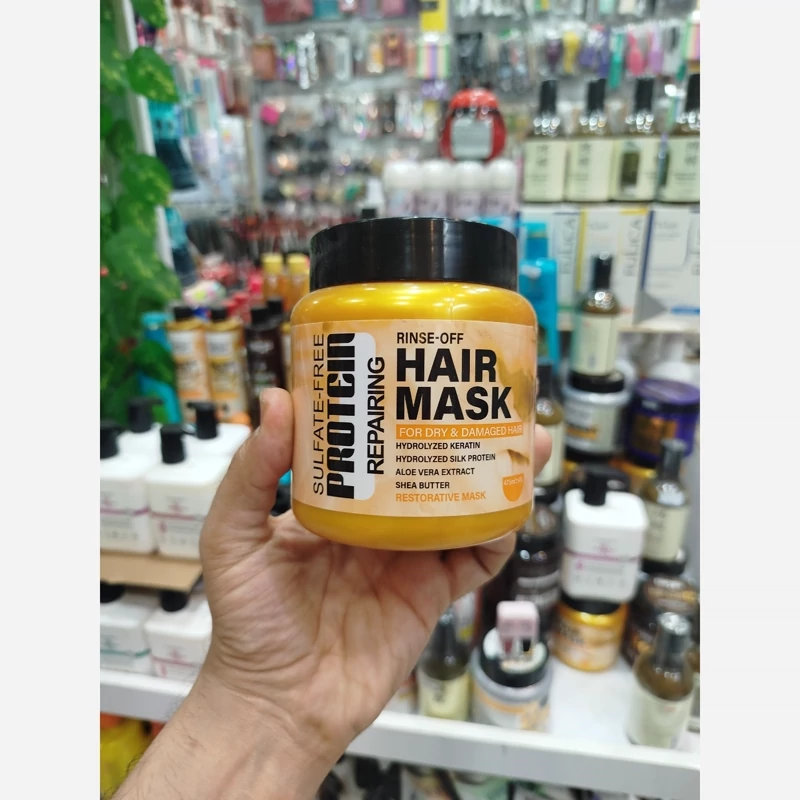 SULFATE-FREE
PROTEIN
REPAIRING
RINSE-OFF
HAIR
MASK
FOR DRY & DAMAGED HAIR
HYDROLYZED KERATIN
HYDROLYZED SILK PROTEIN
ALOE VERA EXTRACT
SHEA BUTTER
RESTORATIVE MASK